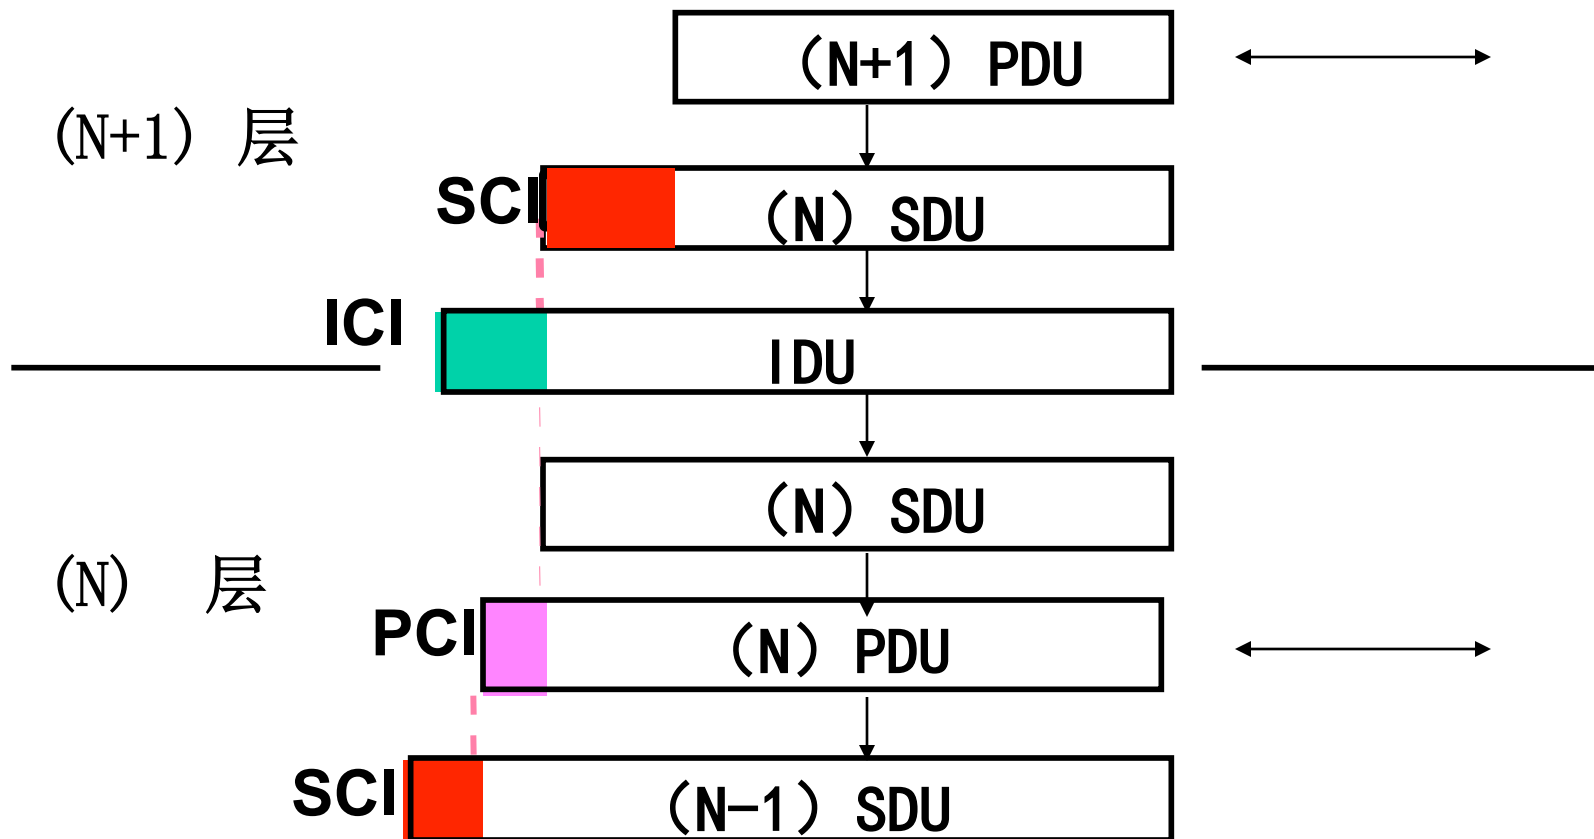 (N+1) PDU
(N+1) 层
SCI
(N) SDU
ICI
IDU
(N) SDU
(N) 层
PCI
(N) PDU
SCI
(N-1) SDU